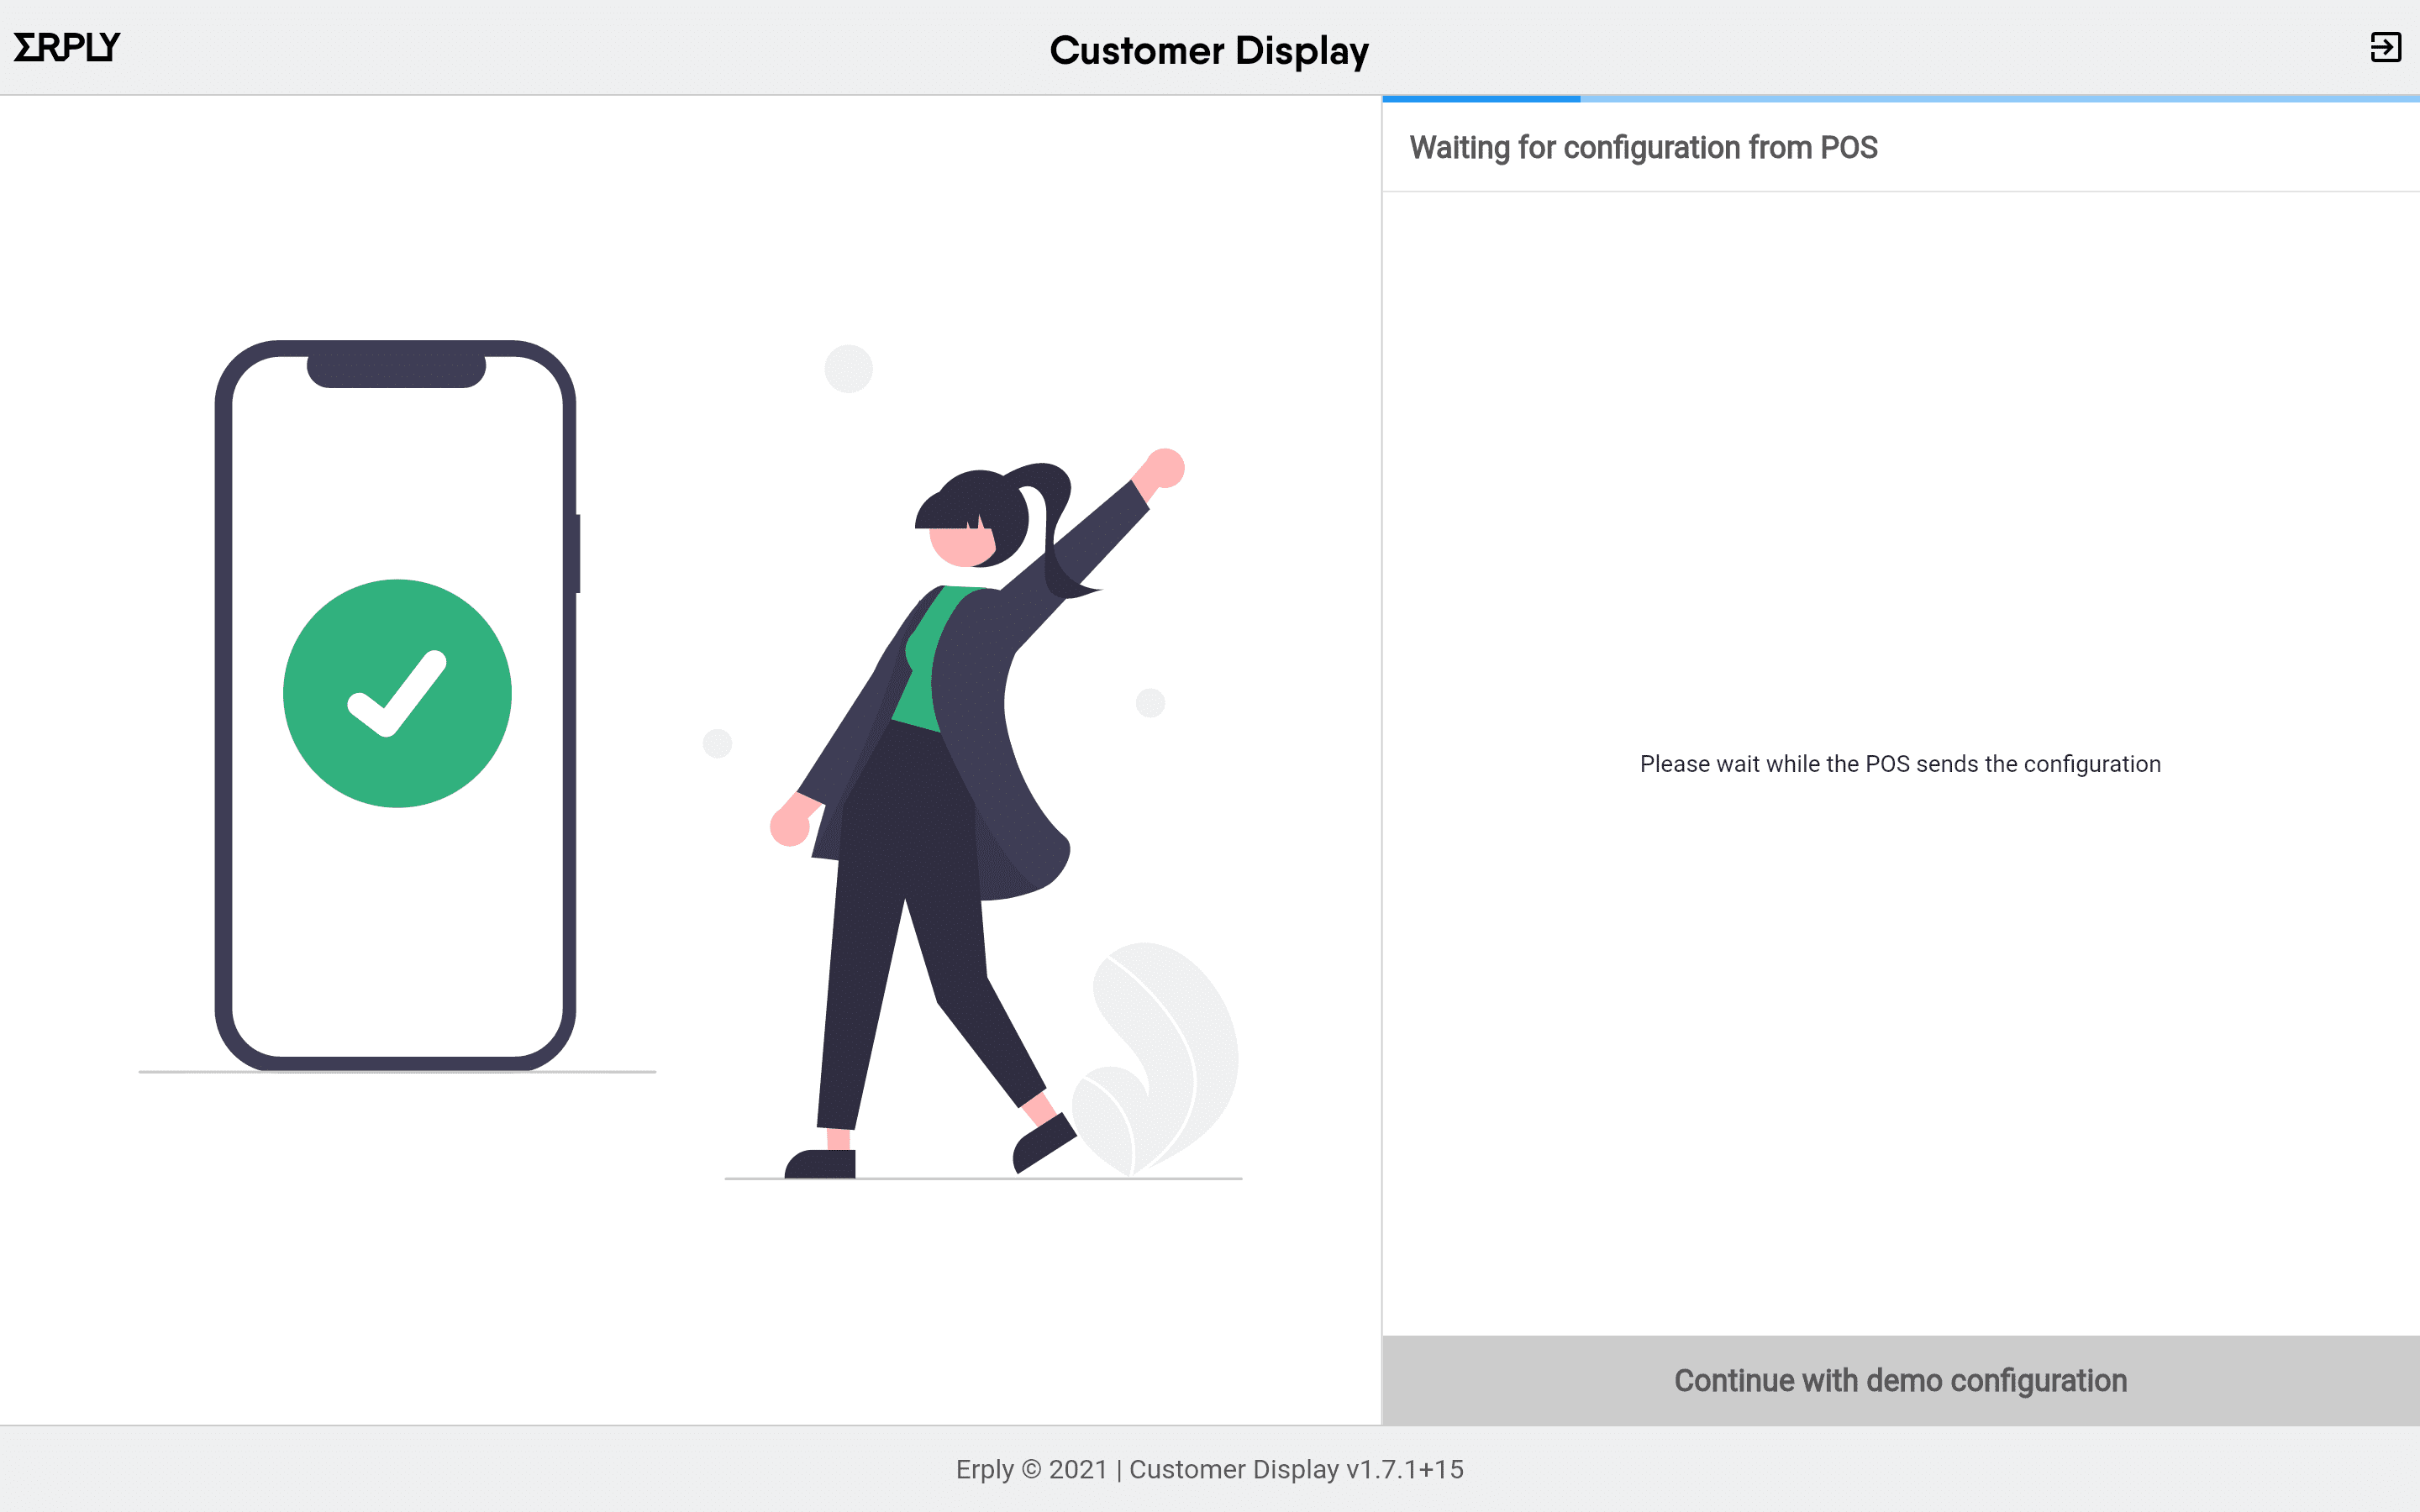 ΣRPLY
Customer Display
Waiting for configuration from POS
Please wait while the POS sends the configuration
Continue with demo configuration
Erply © 2021 | Customer Display v1.7.1+15